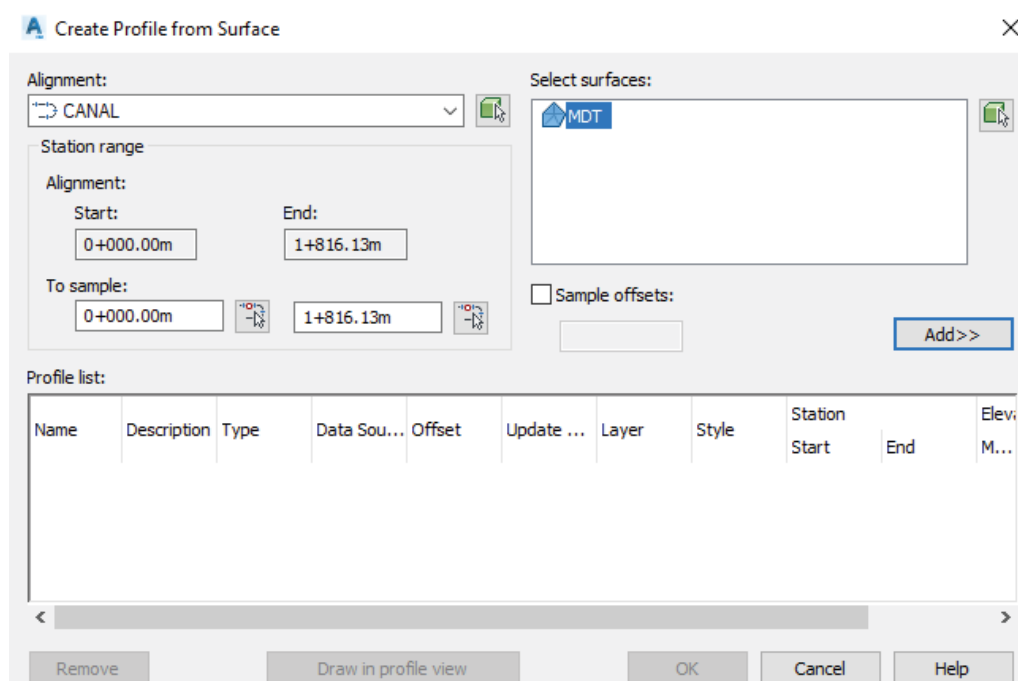 Create Profile from Surface
Alignment:
CANAL
Select surfaces:
MDT
Station range
Alignment:
Start: End:
0+000.00m 1+816.13m
To sample:
0+000.00m 1+816.13m
Sample offsets:
Add>>
Profile list:
Name Description Type Data Sou... Offset Update ... Layer Style Station Eleva
Start End M...
Remove Draw in profile view OK Cancel Help